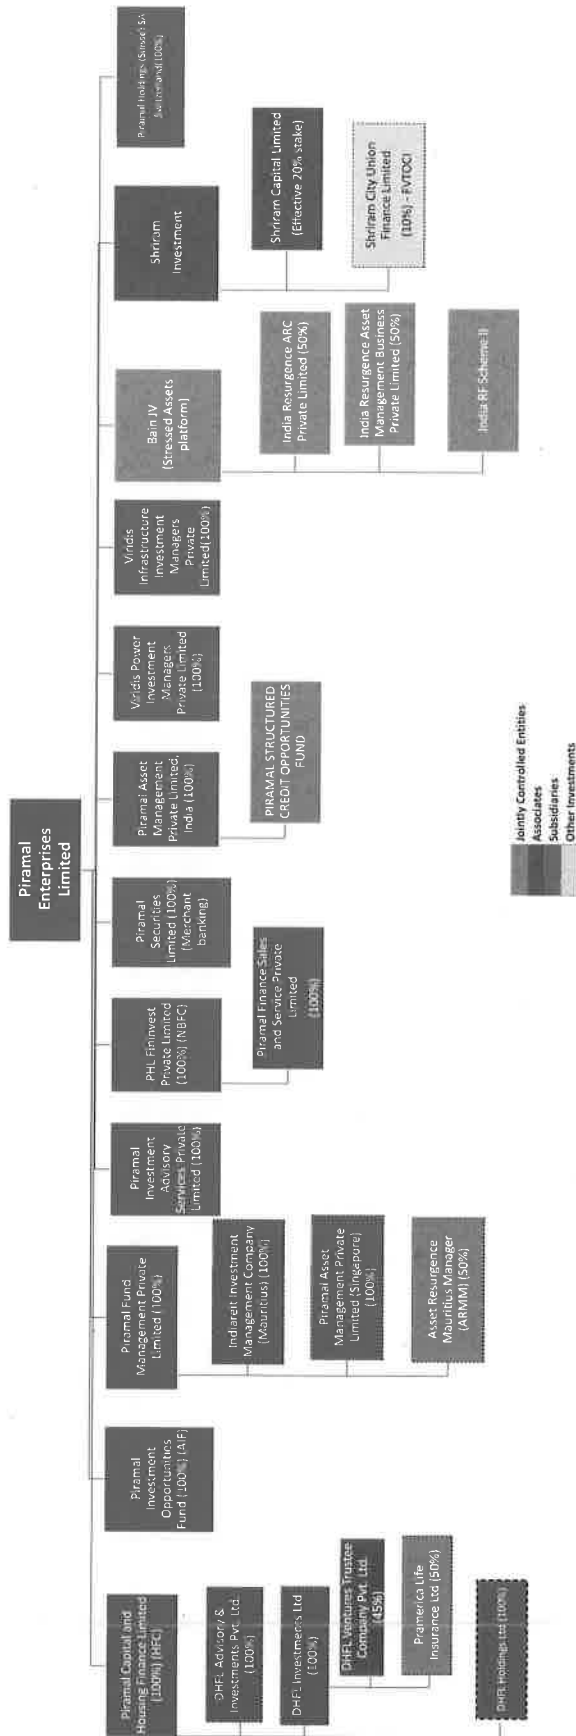 Piramal
Enterprises
Limited
Piramal Capital and
Housing Finance Limited
(100%) (HFC)
DHFL Advisory &
Investments Pvt. Ltd.
(100%)
DHFL Investments Ltd
(100%)
DHFL Ventures Trustee
Company Pvt. Ltd.
(45%)
Pramerica Life
Insurance Ltd (50%)
DHFL Holdings Ltd (100%)
Piramal
Investment
Opportunities
Fund (100%) (AIF)
Piramal Fund
Management Private
Limited (100%)
Indiareit Investment
Management Company
(Mauritius) (100%)
Piramal Asset
Management Private
Limited (Singapore)
(100%)
Asset Resurgence
Mauritius Manager
(ARMM) (50%)
Piramal
Investment
Advisory
Services Private
Limited (100%)
PHL Fininvest
Private Limited
(100%) (NBFC)
Piramal Finance Sales
and Service Private
Limited
(100%)
Piramal
Securities
Limited (100%)
(Merchant
banking)
Piramal Asset
Management
Private Limited,
India (100%)
PIRAMAL STRUCTURED
CREDIT OPPORTUNITIES
FUND
Viridis Power
Investment
Managers
Private Limited
(100%)
Viridis
Infrastructure
Investment
Managers
Private
Limited(100%)
Bain JV
(Stressed Assets
platform)
India Resurgence ARC
Private Limited (50%)
India Resurgence Asset
Management Business
Private Limited (50%)
India RF Scheme-II
Shriram
Investment
Shriram Capital Limited
(Effective 20% stake)
Shriram City Union
Finance Limited
(10%) - FVTOCI
Piramal Holdings (Suisse) SA
Switzerland(100%)
Jointly Controlled Entities
Associates
Subsidiaries
Other Investments